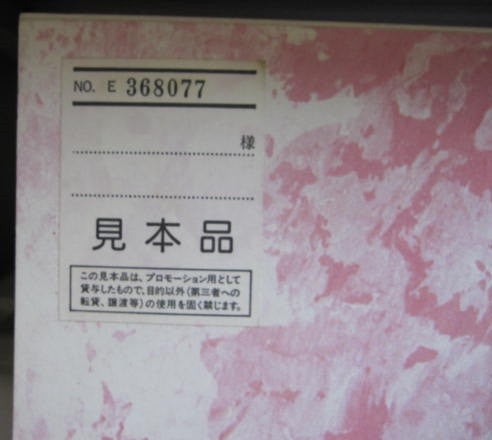 NO. E 368077
様
見本品
この見本品は、プロモーション用として
貸与したもので、目的以外(第三者への
転貸、譲渡等)の使用を固く禁じます。